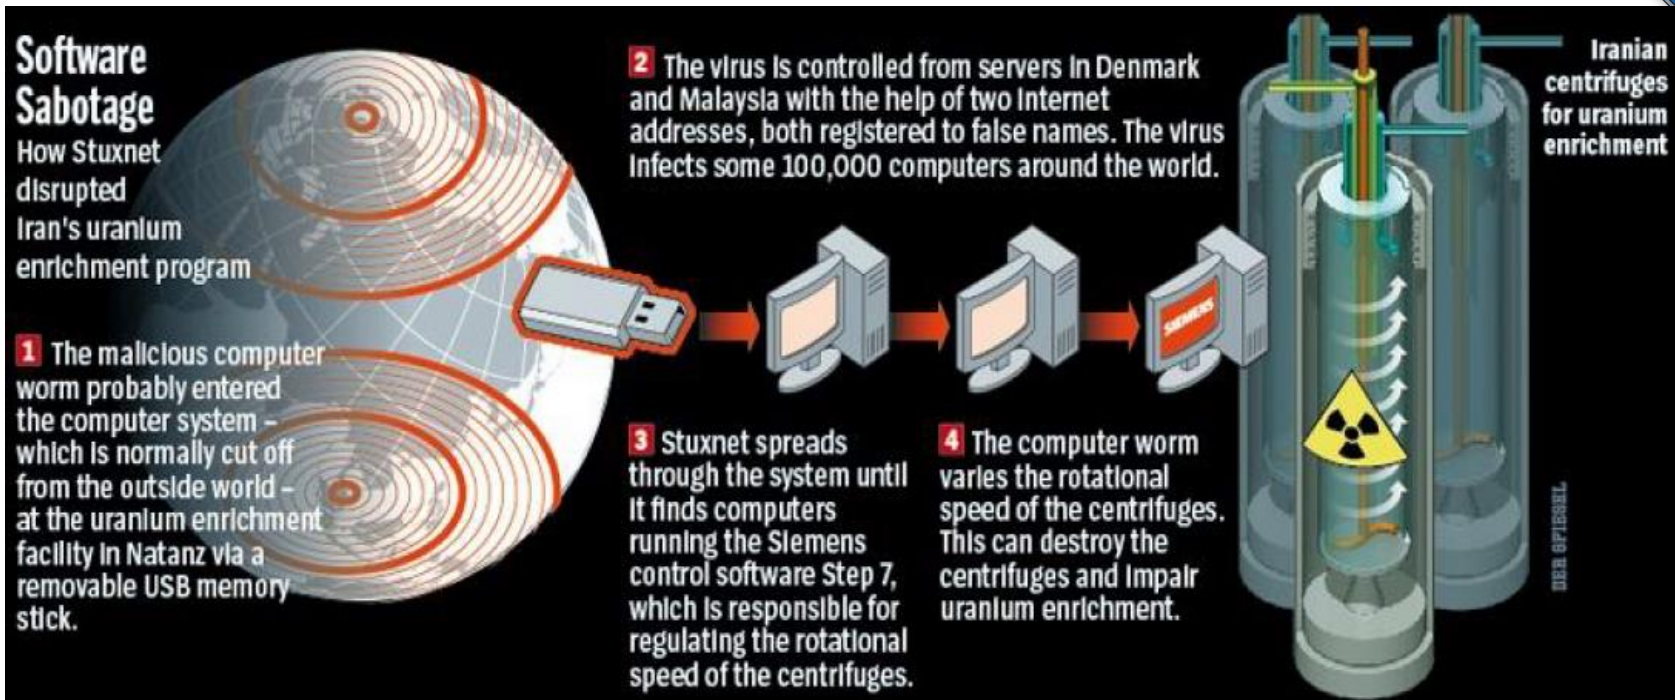 Software
Sabotage
How Stuxnet
disrupted
Iran's uranium
enrichment program
1 The malicious computer
worm probably entered
the computer system –
which is normally cut off
from the outside world –
at the uranium enrichment
facility in Natanz via a
removable USB memory
stick.
2 The virus is controlled from servers in Denmark
and Malaysia with the help of two Internet
addresses, both registered to false names. The virus
infects some 100,000 computers around the world.
SIEMENS
3 Stuxnet spreads
through the system until
it finds computers
running the Siemens
control software Step 7,
which is responsible for
regulating the rotational
speed of the centrifuges.
4 The computer worm
varies the rotational
speed of the centrifuges.
This can destroy the
centrifuges and impair
uranium enrichment.
Iranian
centrifuges
for uranium
enrichment
DER SPIEGEL